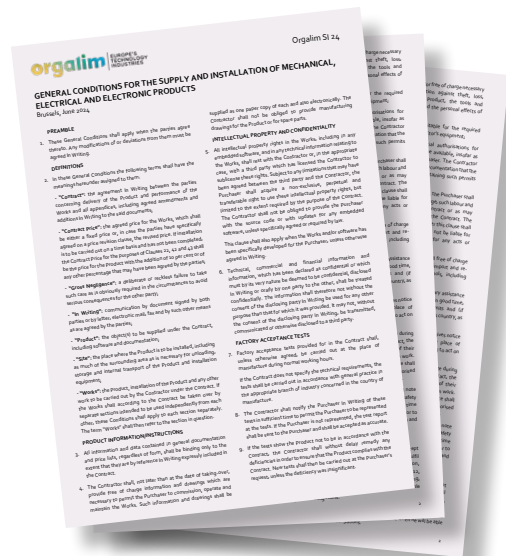 Orgalim SI 24
orgalim
EUROPE'S
TECHNOLOGY
INDUSTRIES
GENERAL CONDITIONS FOR THE SUPPLY AND INSTALLATION OF MECHANICAL,
ELECTRICAL AND ELECTRONIC PRODUCTS
Brussels, June 2024
PREAMBLE
1. These General Conditions shall apply when the parties agree
thereto. Any modifications of or deviations from them must be
agreed in Writing.
DEFINITIONS
2. In these General Conditions the following terms shall have the
meaning hereunder assigned to them:
- "Contract": the agreement in Writing between the parties
concerning delivery of the Product and performance of the
Works and all appendices, including agreed amendments and
additions in Writing to the said documents;
- "Contract price": the agreed price for the Works, which shall
be either a fixed price or, in case the parties have specifically
agreed on a price revision clause, the revised price. If installation
is to be carried out on a time basis and has not been completed,
the Contract Price for the purposes of Clauses 21, 42 and 43 shall
be the price for the Product with the addition of 10 per cent or of
any other percentage that may have been agreed by the parties;
- "Gross Negligence": a deliberate or reckless failure to take
such care as is obviously required in the circumstances to avoid
serious consequences for the other party;
- "In Writing": communication by document signed by both
parties or by letter, electronic mail, fax and by such other means
as are agreed by the parties;
- "Product": the object(s) to be supplied under the Contract,
including software and documentation;
- "Site": the place where the Product is to be installed, including
as much of the surrounding area as is necessary for unloading,
storage and internal transport of the Product and installation
equipment;
- "Works": the Product, installation of the Product and any other
work to be carried out by the Contractor under the Contract. If
the Works shall according to the Contract be taken over by
separate sections intended to be used independently from each
other, these Conditions shall apply to each section separately.
The term "Works" shall then refer to the section in question.
PRODUCT INFORMATION/INSTRUCTIONS
3. All information and data contained in general documentation
and price lists, regardless of form, shall be binding only to the
extent that they are by reference in Writing expressly included in
the Contract.
4. The Contractor shall, not later than at the date of taking-over,
provide free of charge information and drawings which are
necessary to permit the Purchaser to commission, operate and
maintain the Works. Such information and drawings shall be
supplied as one paper copy of each and also electronically. The
Contractor shall not be obliged to provide manufacturing
drawings for the Product or for spare parts.
INTELLECTUAL PROPERTY AND CONFIDENTIALITY
5. All intellectual property rights in the Works including in any
embedded software, and in any technical information relating to
the Works, shall rest with the Contractor or, in the appropriate
case, with a third party which has licensed the Contractor to
sublicense these rights. Subject to any limitations that may have
been agreed between the third party and the Contractor, the
Purchaser shall acquire a non-exclusive, perpetual and
transferable right to use these intellectual property rights, but
limited to the extent required for the purpose of the Contract.
The Contractor shall not be obliged to provide the Purchaser
with the source code or with updates for any embedded
software, unless specifically agreed or required by law.
This clause shall also apply when the Works and/or software has
been specifically developed for the Purchaser, unless otherwise
agreed in Writing.
6. Technical, commercial and financial information and
information, which has been declared as confidential or which
must by its very nature be deemed to be confidential, disclosed
in Writing or orally by one party to the other, shall be treated
confidentially. The information shall therefore not without the
consent of the disclosing party in Writing be used for any other
purpose than that for which it was provided. It may not, without
the consent of the disclosing party in Writing, be transmitted,
communicated or otherwise disclosed to a third party.
FACTORY ACCEPTANCE TESTS
7. Factory acceptance tests provided for in the Contract shall,
unless otherwise agreed, be carried out at the place of
manufacture during normal working hours.
If the Contract does not specify the technical requirements, the
tests shall be carried out in accordance with general practice in
the appropriate branch of industry concerned in the country of
manufacture.
8. The Contractor shall notify the Purchaser in Writing of these
tests in sufficient time to permit the Purchaser to be represented
at the tests. If the Purchaser is not represented, the test report
shall be sent to the Purchaser and shall be accepted as accurate.
9. If the tests show the Product not to be in accordance with the
Contract, the Contractor shall without delay remedy any
deficiencies in order to ensure that the Product complies with the
Contract. New tests shall then be carried out at the Purchaser's
request, unless the deficiency was insignificant.